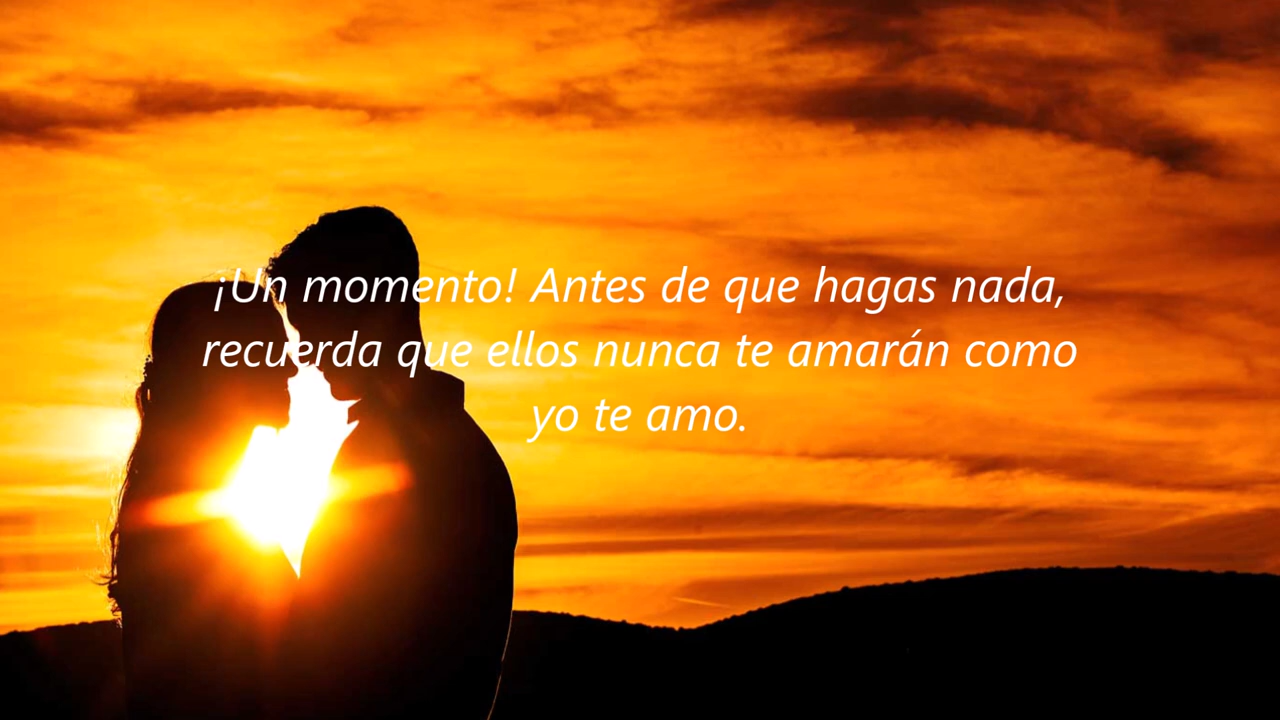 ¡Un momento! Antes de que hagas nada,
recuerda que ellos nunca te amarán como
yo te amo.